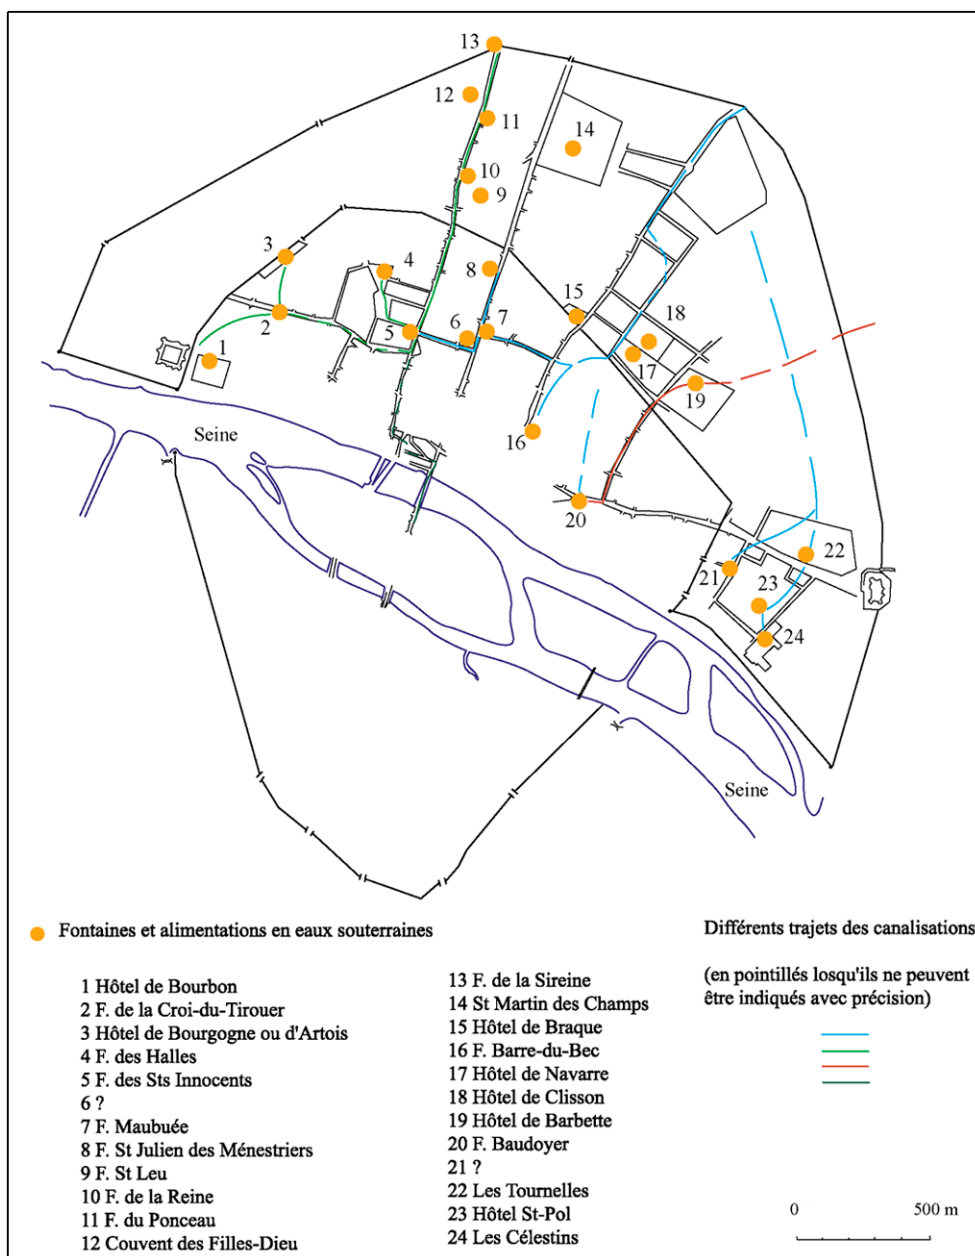 13
12
11
14
10
9
3
4
8
15
18
2
5
6
7
1
17
19
Seine
16
20
22
21
23
24
Seine
Fontaines et alimentations en eaux souterraines
1 Hôtel de Bourbon
2 F. de la Croi-du-Tirouer
3 Hôtel de Bourgogne ou d'Artois
4 F. des Halles
5 F. des Sts Innocents
6 ?
7 F. Maubuée
8 F. St Julien des Ménestriers
9 F. St Leu
10 F. de la Reine
11 F. du Ponceau
12 Couvent des Filles-Dieu
13 F. de la Sireine
14 St Martin des Champs
15 Hôtel de Braque
16 F. Barre-du-Bec
17 Hôtel de Navarre
18 Hôtel de Clisson
19 Hôtel de Barbette
20 F. Baudoyer
21 ?
22 Les Tournelles
23 Hôtel St-Pol
24 Les Célestins
Différents trajets des canalisations
(en pointillés losqu'ils ne peuvent
être indiqués avec précision)
0 500 m